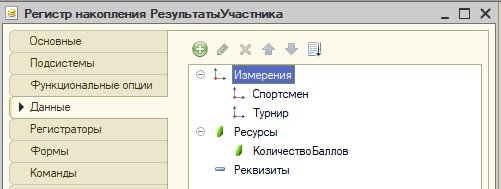 Регистр накопления РезультатыУчастника
Основные
Подсистемы
Функциональные опции
Данные
Регистраторы
Формы
Команды
Измерения
Спортсмен
Турнир
Ресурсы
КоличествоБаллов
Реквизиты